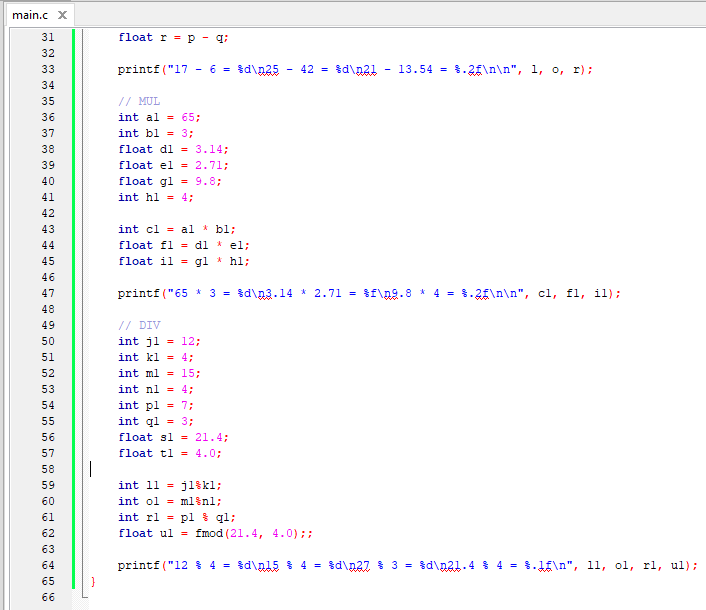 main.c X
31 float r = p - q;
32
33 printf("17 - 6 = %d\n25 - 42 = %d\n21 - 13.54 = %.2f\n\n", l, o, r);
34
35 // MUL
36 int a1 = 65;
37 int b1 = 3;
38 float d1 = 3.14;
39 float e1 = 2.71;
40 float g1 = 9.8;
41 int h1 = 4;
42
43 int c1 = a1 * b1;
44 float f1 = d1 * e1;
45 float i1 = g1 * h1;
46
47 printf("65 * 3 = %d\n3.14 * 2.71 = %f\n9.8 * 4 = %.2f\n\n", c1, f1, i1);
48
49 // DIV
50 int j1 = 12;
51 int k1 = 4;
52 int m1 = 15;
53 int n1 = 4;
54 int p1 = 7;
55 int q1 = 3;
56 float s1 = 21.4;
57 float t1 = 4.0;
58
59 int l1 = j1%k1;
60 int o1 = m1%n1;
61 int r1 = p1 % q1;
62 float u1 = fmod(21.4, 4.0);;
63
64 printf("12 % 4 = %d\n15 % 4 = %d\n27 % 3 = %d\n21.4 % 4 = %.1f\n", l1, o1, r1, u1);
65 }
66